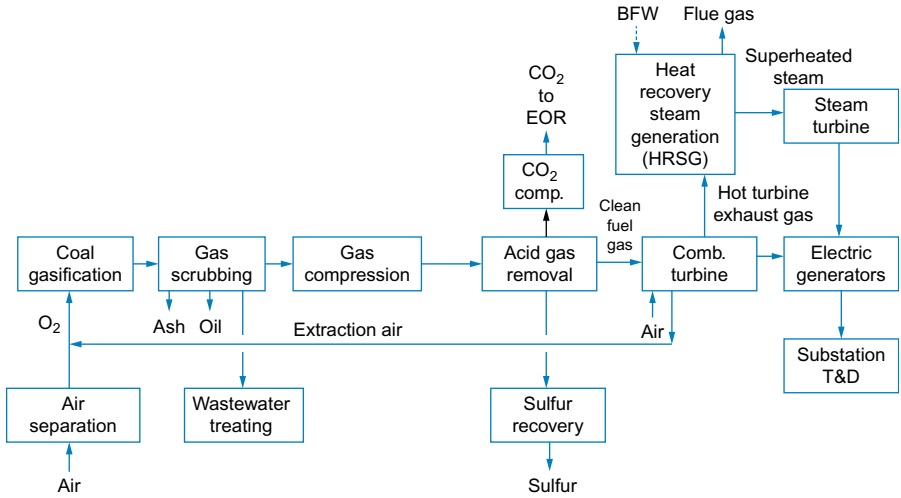 BFW
Flue gas
CO2
to
EOR
Heat
recovery
steam
generation
(HRSG)
Superheated
steam
Steam
turbine
CO2
comp.
Clean
fuel
gas
Hot turbine
exhaust gas
Coal
gasification
Gas
scrubbing
Gas
compression
Acid gas
removal
Comb.
turbine
Electric
generators
O2
Ash
Oil
Extraction air
Air
Substation
T&D
Air
separation
Wastewater
treating
Sulfur
recovery
Air
Sulfur